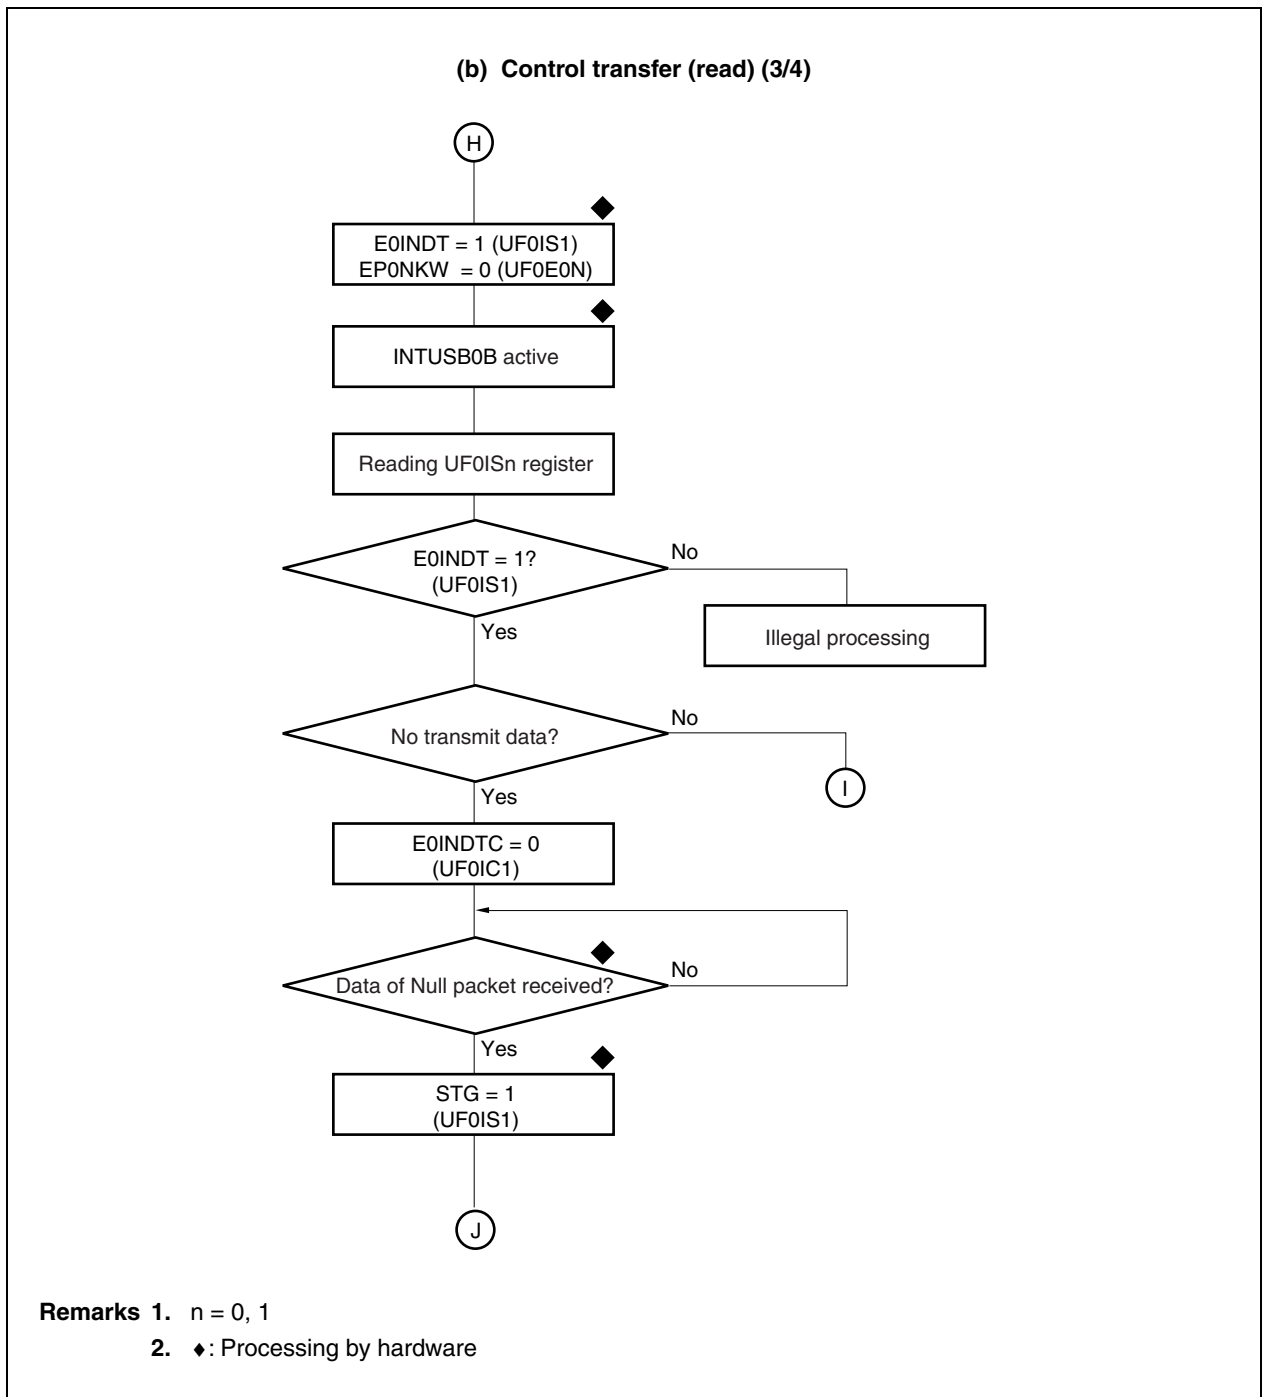 (b) Control transfer (read) (3/4)
H
E0INDT = 1 (UF0IS1)
EP0NKW = 0 (UF0E0N)
INTUSB0B active
Reading UF0ISn register
E0INDT = 1?
(UF0IS1)
No
Illegal processing
Yes
No transmit data?
No
I
Yes
E0INDTC = 0
(UF0IC1)
Data of Null packet received?
No
Yes
STG = 1
(UF0IS1)
J
Remarks 1. n = 0, 1
2. ♦: Processing by hardware